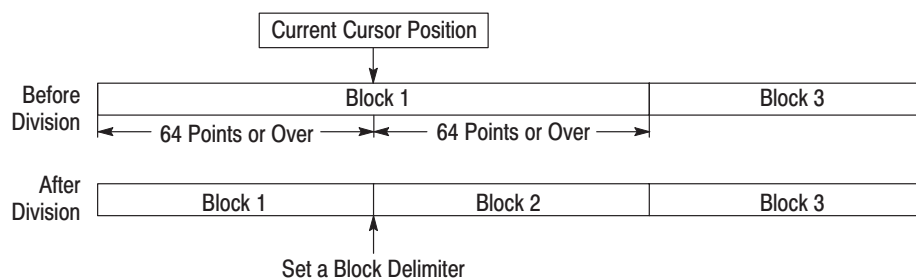 Current Cursor Position
Before
Division
Block 1
Block 3
64 Points or Over
64 Points or Over
After
Division
Block 1
Block 2
Block 3
Set a Block Delimiter